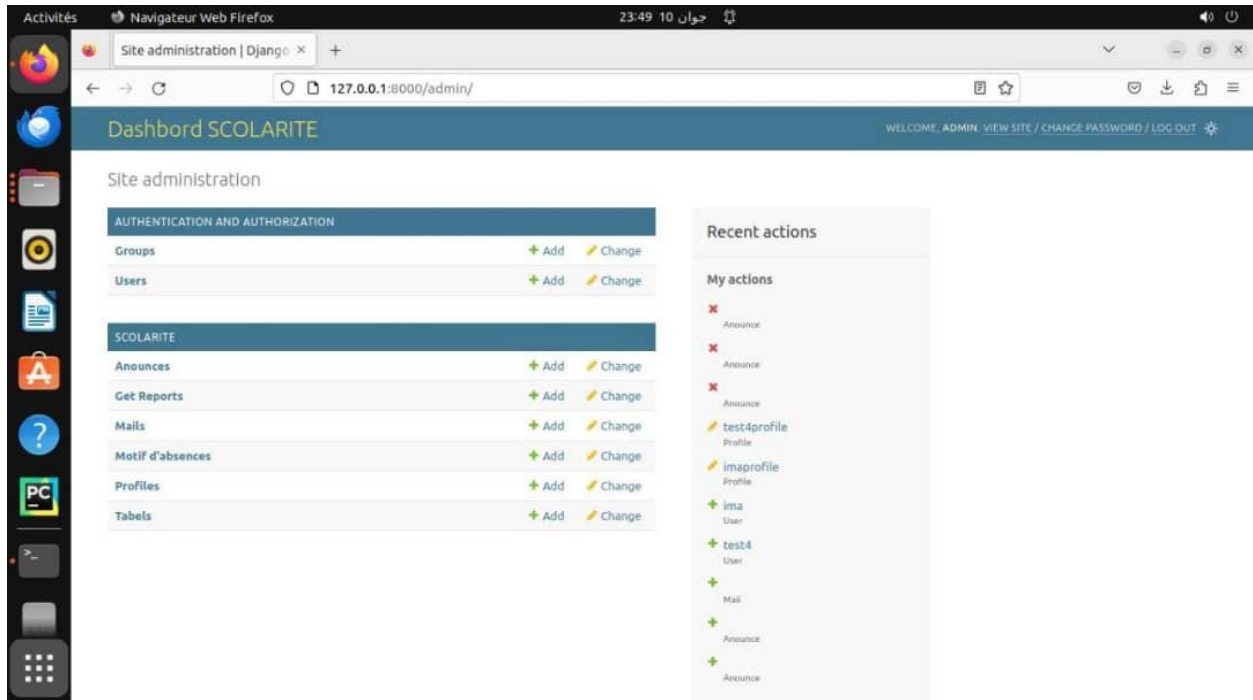 Activités Navigateur Web Firefox 23:49 10 جوان
Site administration | Django × +
127.0.0.1:8000/admin/
Dashbord SCOLARITE
WELCOME, ADMIN. VIEW SITE / CHANGE PASSWORD / LOG OUT
Site administration
AUTHENTICATION AND AUTHORIZATION
Groups + Add Change
Users + Add Change
SCOLARITE
Anounces + Add Change
Get Reports + Add Change
Mails + Add Change
Motif d'absences + Add Change
Profiles + Add Change
Tabels + Add Change
Recent actions
My actions
Anounce
Anounce
Anounce
test4profile
Profile
imaprofile
Profile
ima
User
test4
User
Mail
Anounce
Anounce
PC